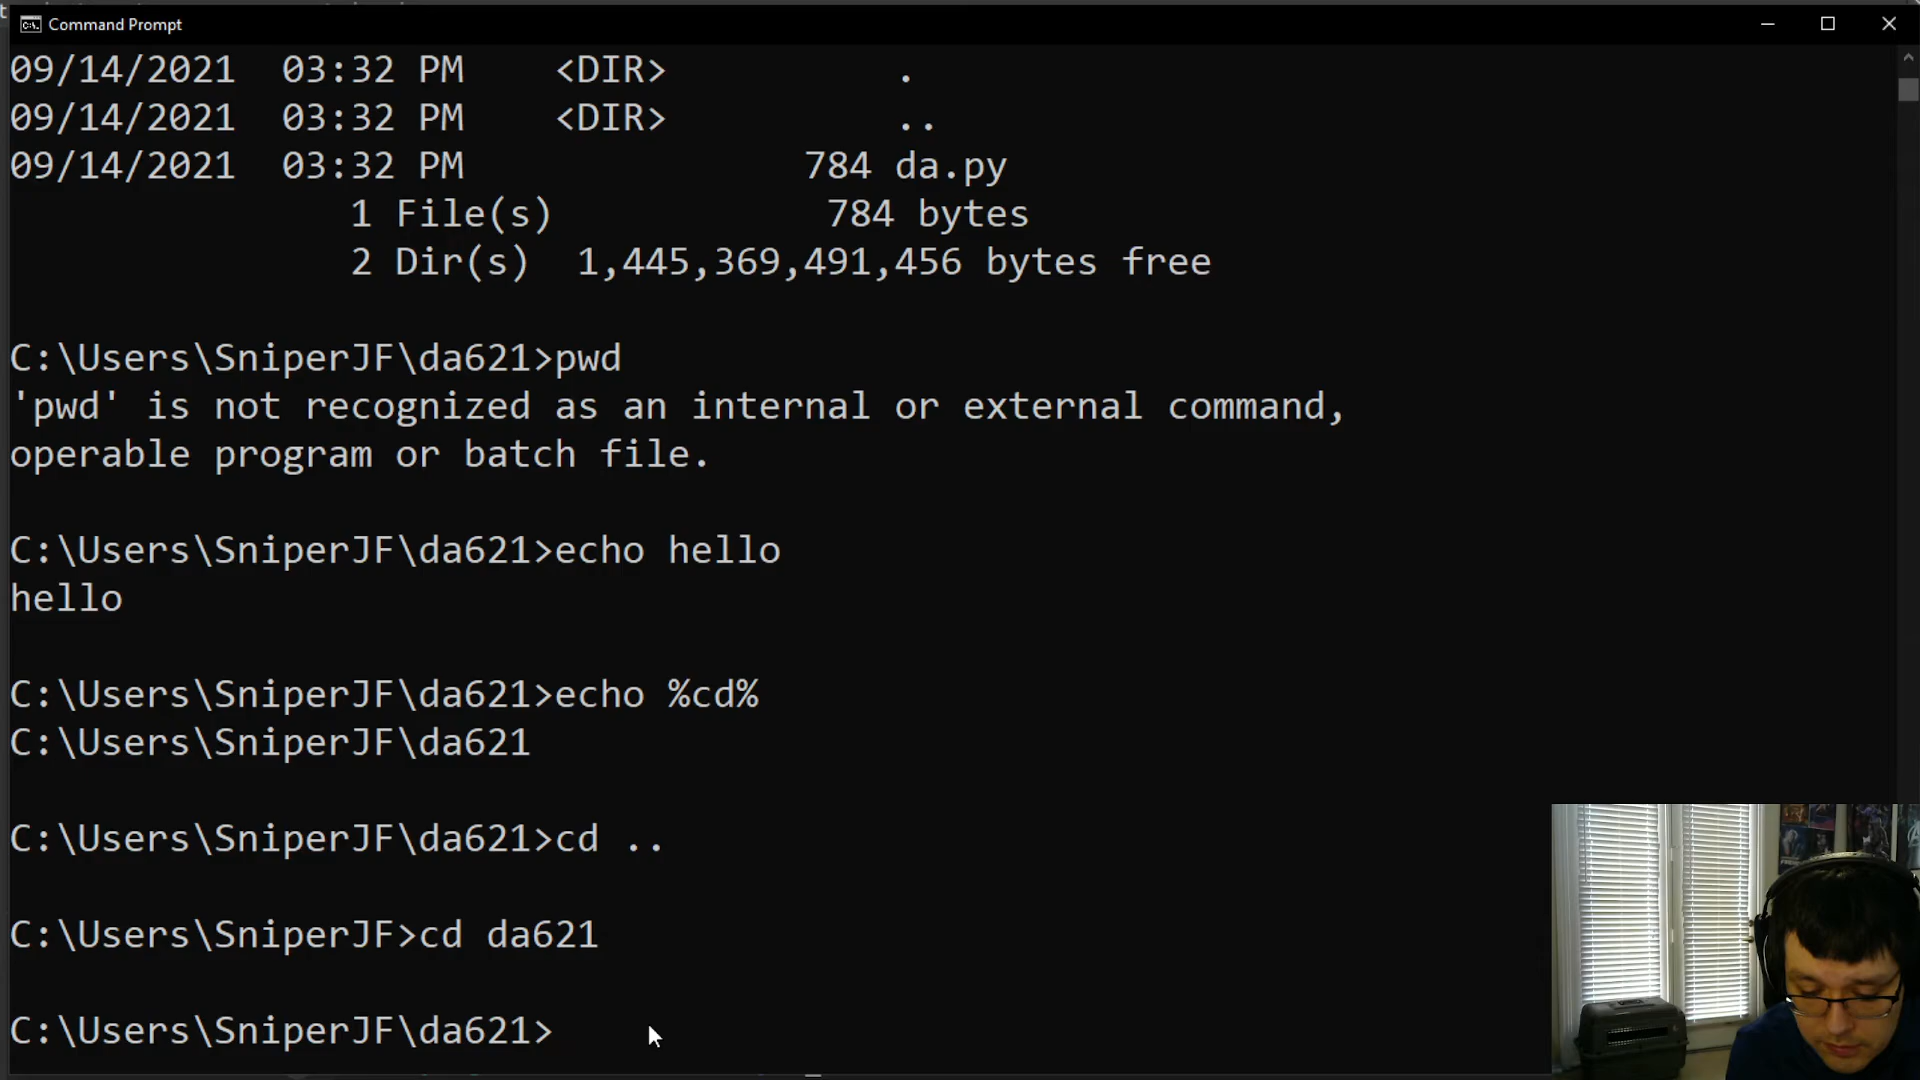 Command Prompt
09/14/2021  03:32 PM    <DIR>          .
09/14/2021  03:32 PM    <DIR>          ..
09/14/2021  03:32 PM               784 da.py
               1 File(s)            784 bytes
               2 Dir(s)  1,445,369,491,456 bytes free
C:\Users\SniperJF\da621>pwd
'pwd' is not recognized as an internal or external command,
operable program or batch file.
C:\Users\SniperJF\da621>echo hello
hello
C:\Users\SniperJF\da621>echo %cd%
C:\Users\SniperJF\da621
C:\Users\SniperJF\da621>cd ..
C:\Users\SniperJF>cd da621
C:\Users\SniperJF\da621>